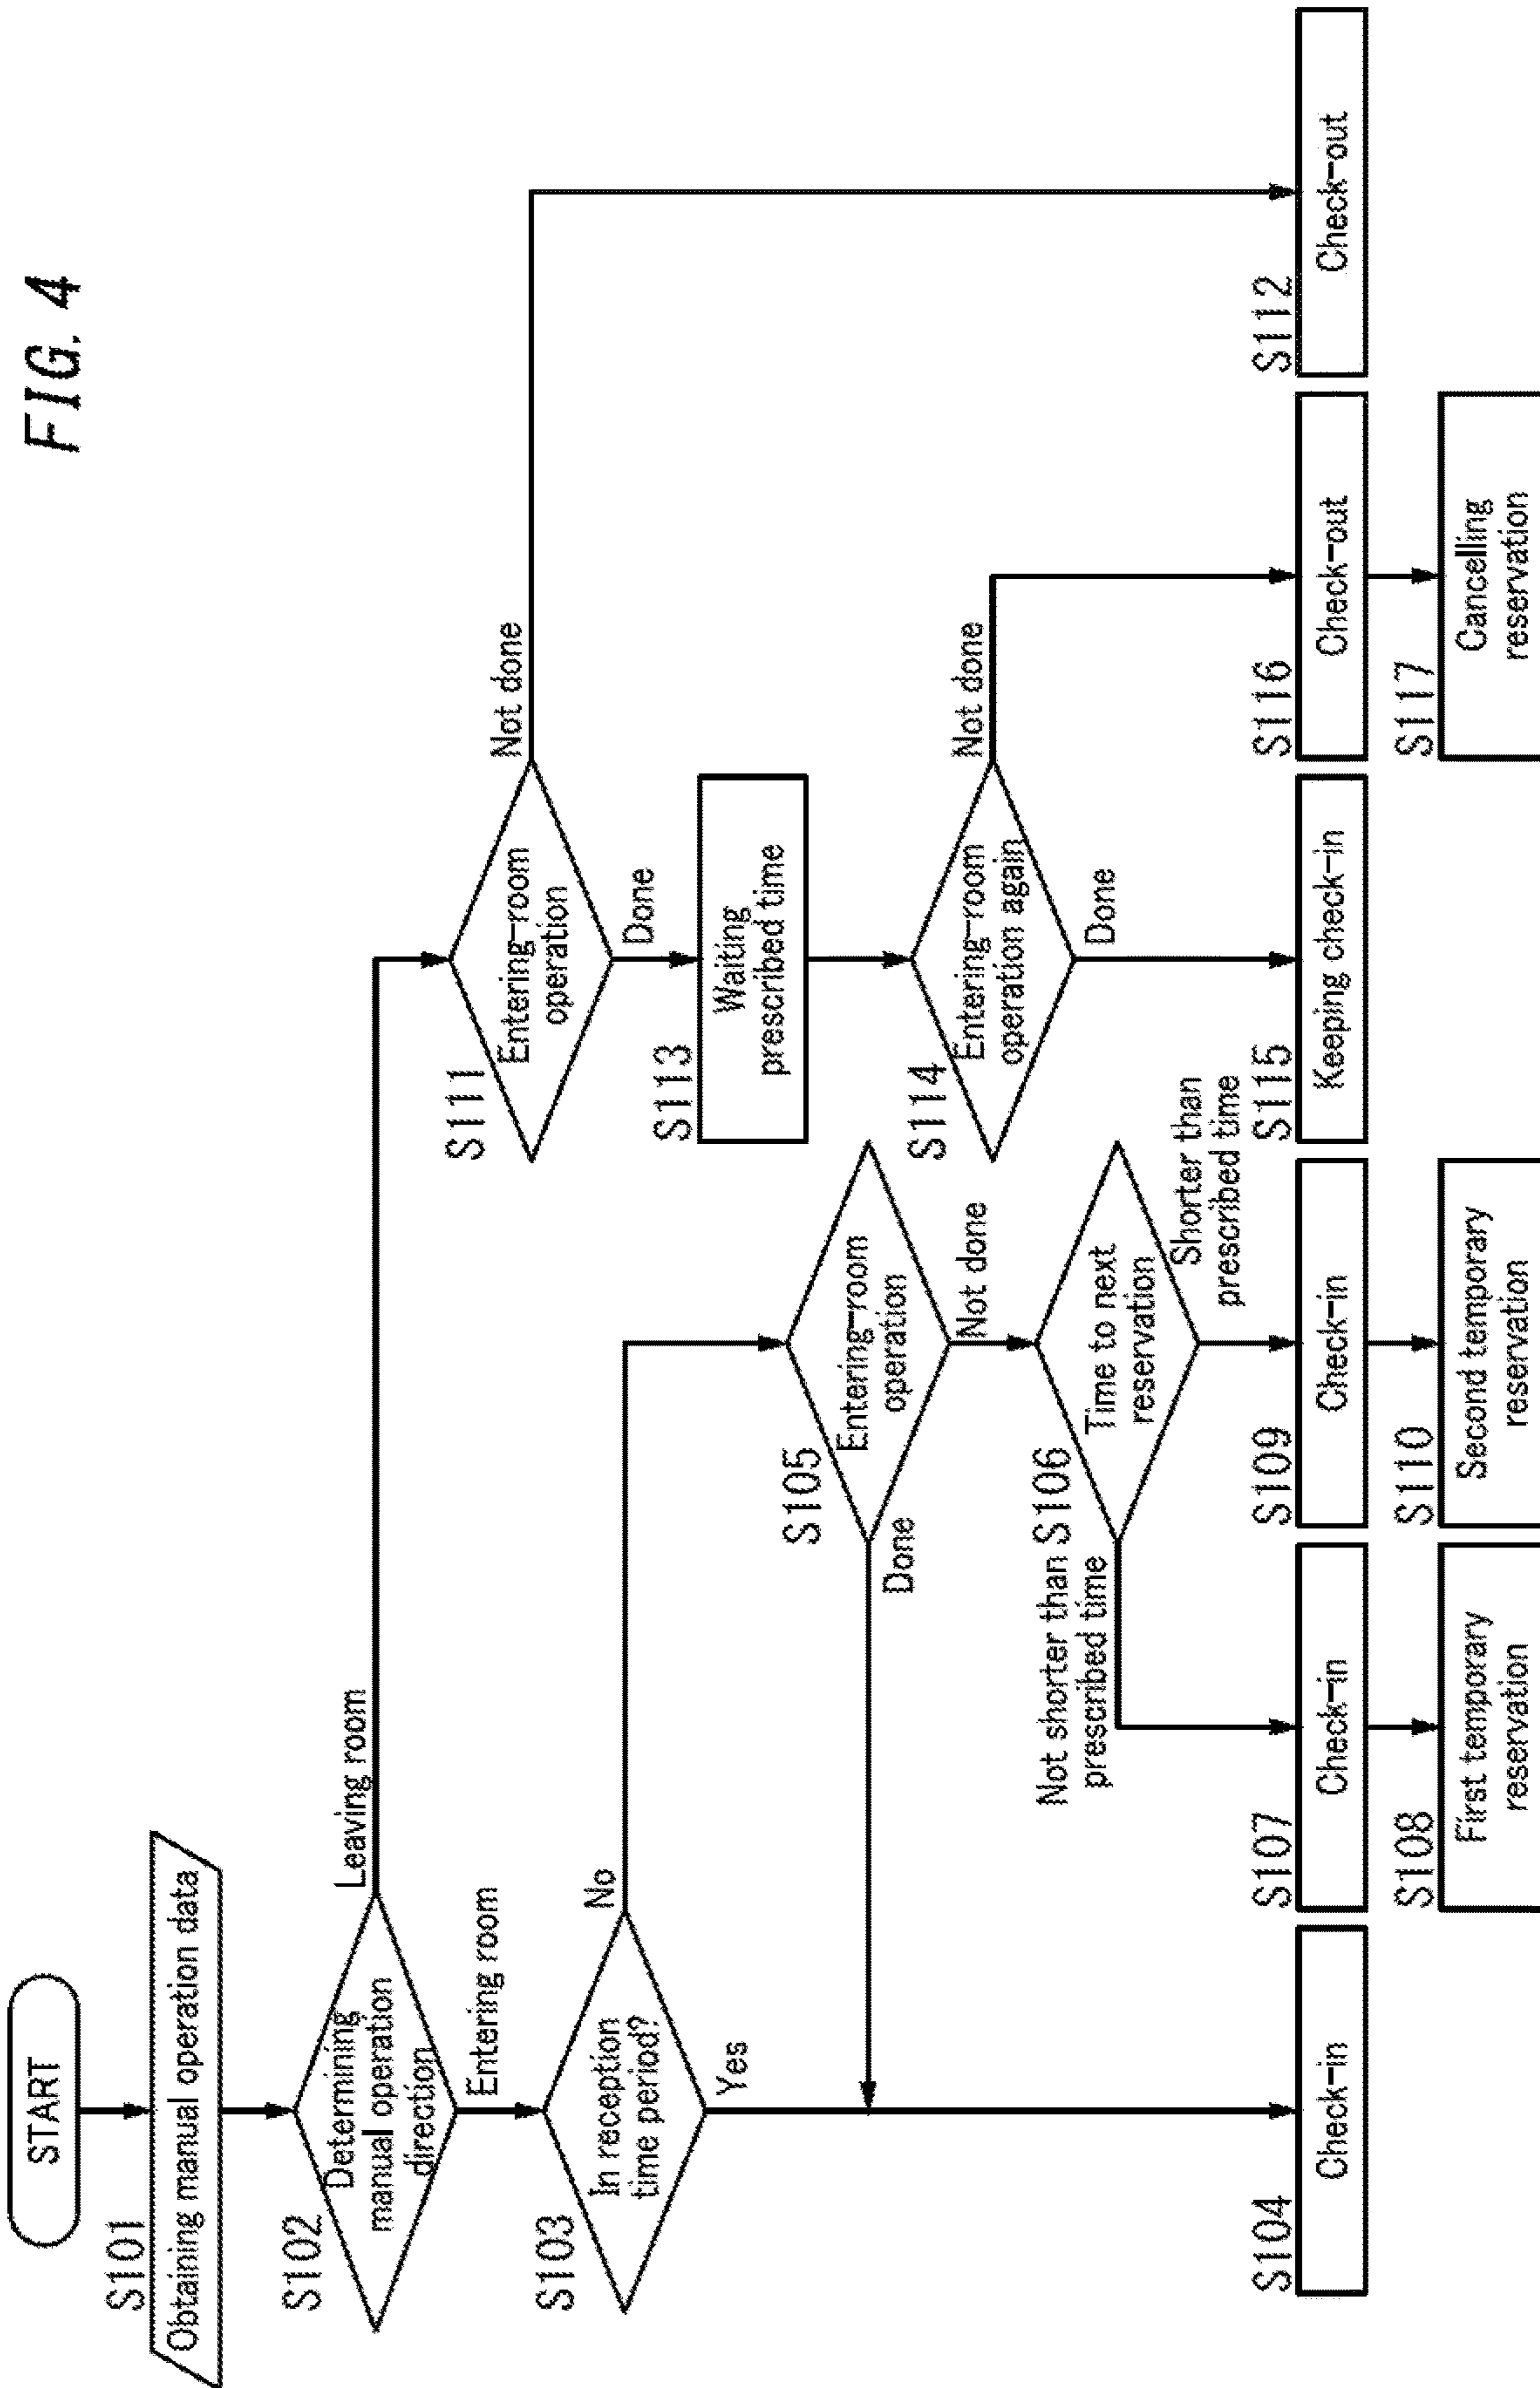 FIG. 4
START
S101
Obtaining manual operation data
S102
Determining
manual operation
direction
Leaving room
Entering room
S103
In reception
time period?
No
Yes
S104
Check-in
S105
Entering-room
operation
Done
Not done
S106
Time to next
reservation
Not shorter than
prescribed time
Shorter than
prescribed time
S107
Check-in
S108
First temporary
reservation
S109
Check-in
S110
Second temporary
reservation
S111
Entering-room
operation
Not done
Done
S113
Waiting
prescribed time
S114
Entering-room
operation again
Not done
Done
S115
Keeping check-in
S116
Check-out
S117
Cancelling
reservation
S112
Check-out